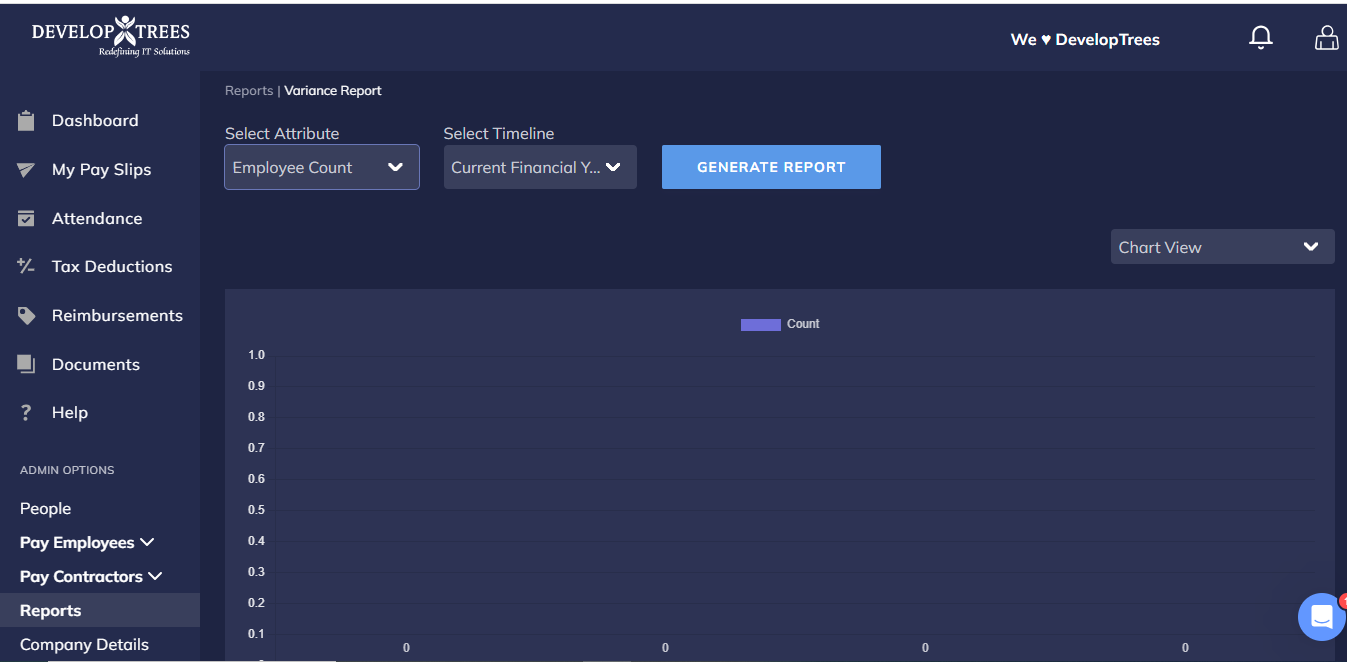 DEVELOP TREES
Redefining IT Solutions
We ♥ DevelopTrees
Dashboard
My Pay Slips
Attendance
Tax Deductions
Reimbursements
Documents
Help
ADMIN OPTIONS
People
Pay Employees
Pay Contractors
Reports
Company Details
Reports | Variance Report
Select Attribute
Select Timeline
Employee Count
Current Financial Y...
GENERATE REPORT
Chart View
Count
1.0
0.9
0.8
0.7
0.6
0.5
0.4
0.3
0.2
0.1
0 0 0 0